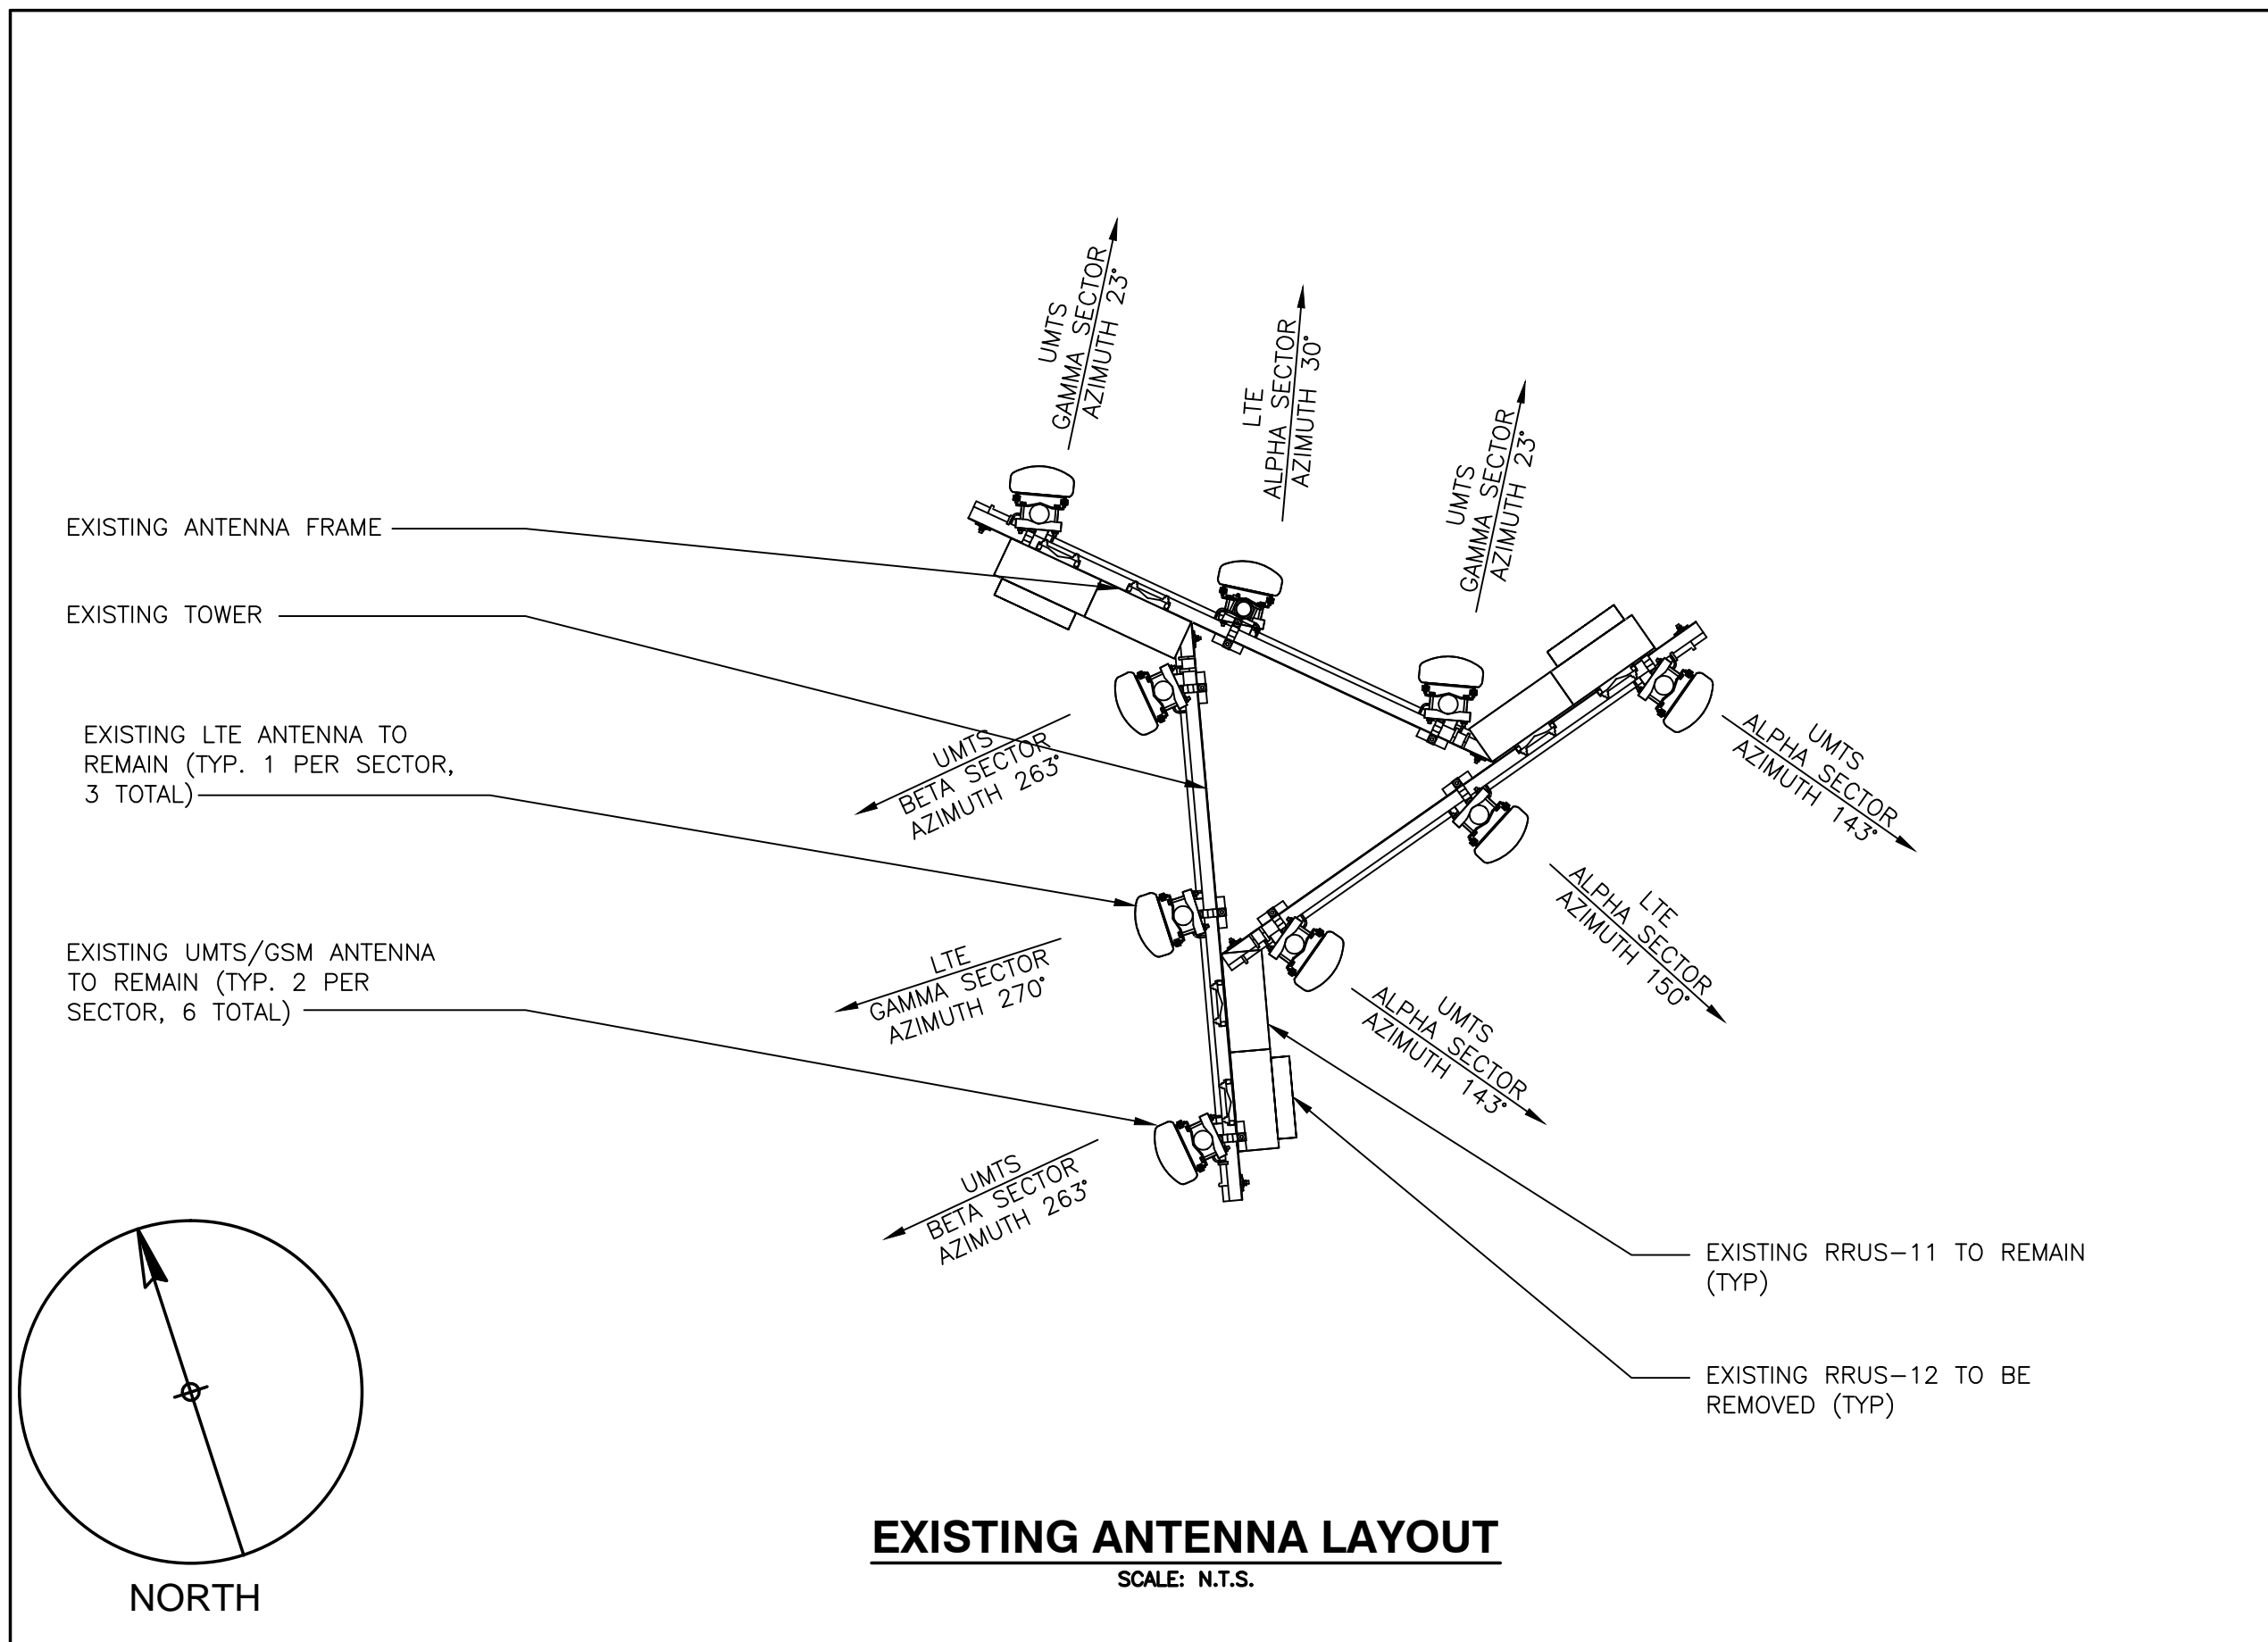 UMTS
GAMMA SECTOR
AZIMUTH 23°
LTE
ALPHA SECTOR
AZIMUTH 30°
UMTS
GAMMA SECTOR
AZIMUTH 23°
EXISTING ANTENNA FRAME
EXISTING TOWER
EXISTING LTE ANTENNA TO
REMAIN (TYP. 1 PER SECTOR,
3 TOTAL)
EXISTING UMTS/GSM ANTENNA
TO REMAIN (TYP. 2 PER
SECTOR, 6 TOTAL)
UMTS
BETA SECTOR
AZIMUTH 263°
LTE
GAMMA SECTOR
AZIMUTH 270°
UMTS
BETA SECTOR
AZIMUTH 263°
UMTS
ALPHA SECTOR
AZIMUTH 143°
LTE
ALPHA SECTOR
AZIMUTH 150°
UMTS
ALPHA SECTOR
AZIMUTH 143°
EXISTING RRUS-11 TO REMAIN
(TYP)
EXISTING RRUS-12 TO BE
REMOVED (TYP)
NORTH
EXISTING ANTENNA LAYOUT
SCALE: N.T.S.